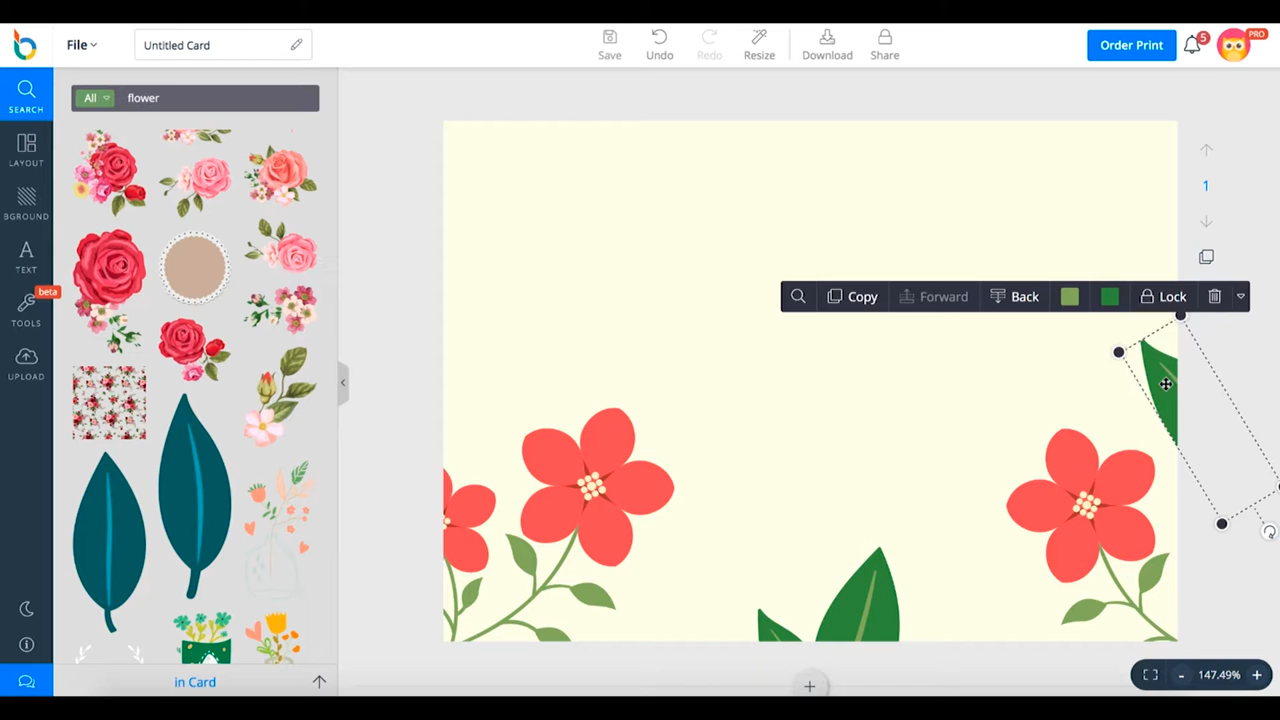 File
Untitled Card
Save
Undo
Redo
Resize
Download
Share
Order Print
5
PRO
SEARCH
LAYOUT
BGROUND
TEXT
beta
TOOLS
UPLOAD
All flower
1
Copy
Forward
Back
Lock
in Card
- 147.49% +